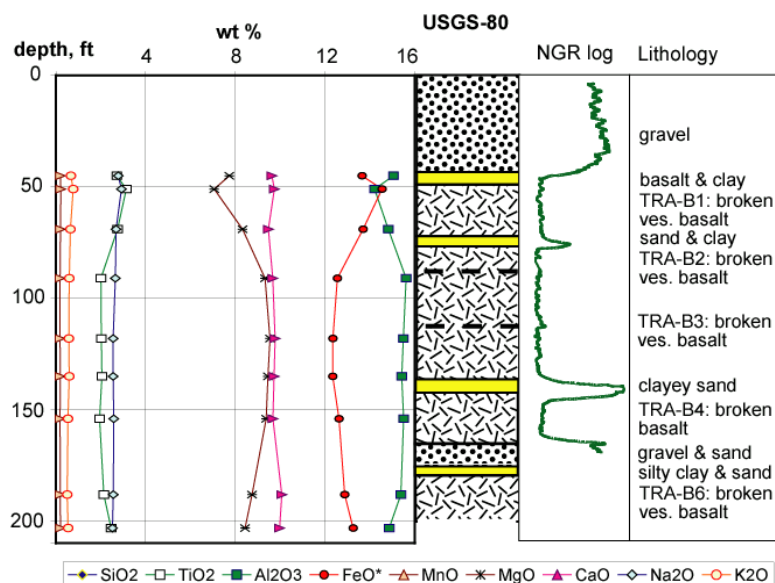 USGS-80
wt %
depth, ft 4 8 12 16 NGR log Lithology
0
gravel
50
basalt & clay
TRA-B1: broken
ves. basalt
sand & clay
TRA-B2: broken
ves. basalt
100
TRA-B3: broken
ves. basalt
clayey sand
150
TRA-B4: broken
basalt
gravel & sand
silty clay & sand
TRA-B6: broken
ves. basalt
200
SiO2 TiO2 Al2O3 FeO* MnO MgO CaO Na2O K2O